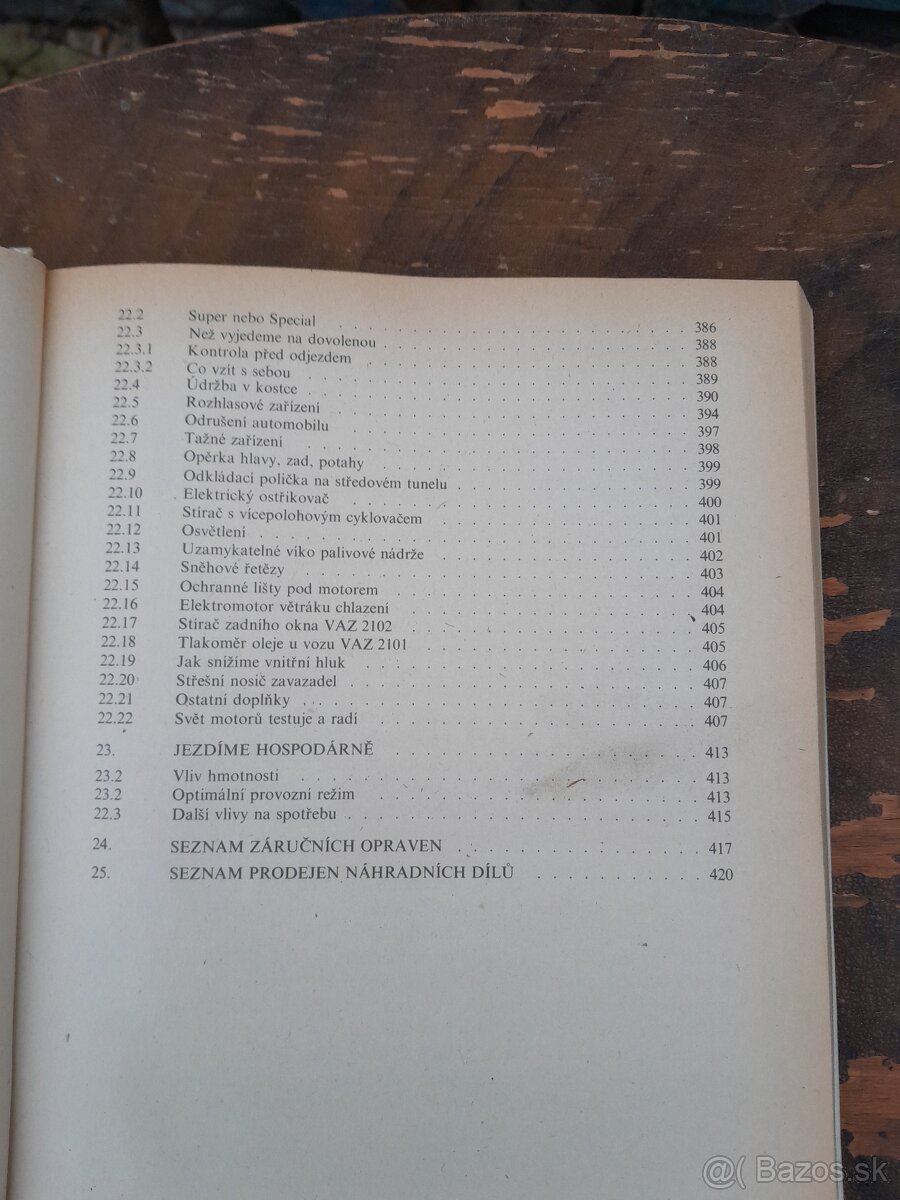 22.2 Super nebo Special . . . 386
22.3 Než vyjedeme na dovolenou . . . 388
22.3.1 Kontrola před odjezdem . . . 388
22.3.2 Co vzít s sebou . . . 389
22.4 Údržba v kostce . . . 390
22.5 Rozhlasové zařízení . . . 394
22.6 Odrušení automobilu . . . 397
22.7 Tažné zařízení . . . 398
22.8 Opěrka hlavy, zad, potahy . . . 399
22.9 Odkládací polička na středovém tunelu . . . 399
22.10 Elektrický ostřikovač . . . 400
22.11 Stírač s vícepolohovým cyklovačem . . . 401
22.12 Osvětlení . . . 401
22.13 Uzamykatelné víko palivové nádrže . . . 402
22.14 Sněhové řetězy . . . 403
22.15 Ochranné lišty pod motorem . . . 404
22.16 Elektromotor větráku chlazení . . . 404
22.17 Stírač zadního okna VAZ 2102 . . . 405
22.18 Tlakoměr oleje u vozu VAZ 2101 . . . 405
22.19 Jak snížíme vnitřní hluk . . . 406
22.20 Střešní nosič zavazadel . . . 407
22.21 Ostatní doplňky . . . 407
22.22 Svět motorů testuje a radí . . . 407
23. JEZDÍME HOSPODÁRNĚ . . . 413
23.2 Vliv hmotnosti . . . 413
23.2 Optimální provozní režim . . . 413
22.3 Další vlivy na spotřebu . . . 415
24. SEZNAM ZÁRUČNÍCH OPRAVEN . . . 417
25. SEZNAM PRODEJEN NÁHRADNÍCH DÍLŮ . . . 420
@( Bazos.sk